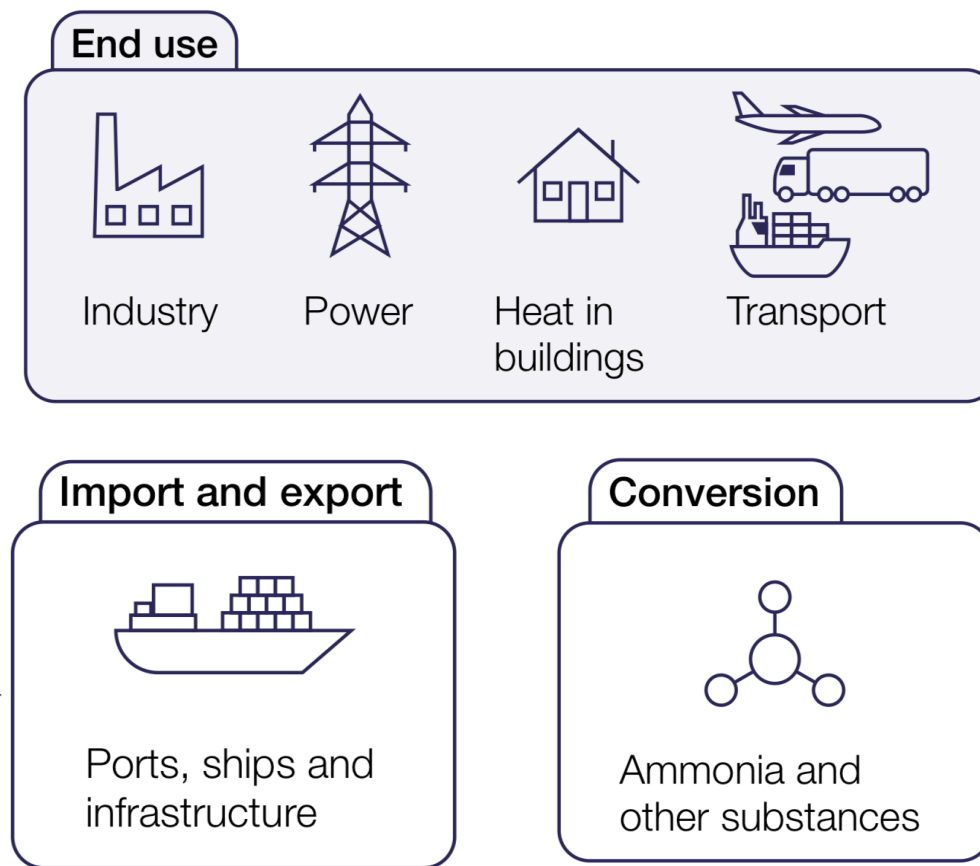 End use
Industry
Power
Heat in
buildings
Transport
Import and export
Ports, ships and
infrastructure
Conversion
Ammonia and
other substances